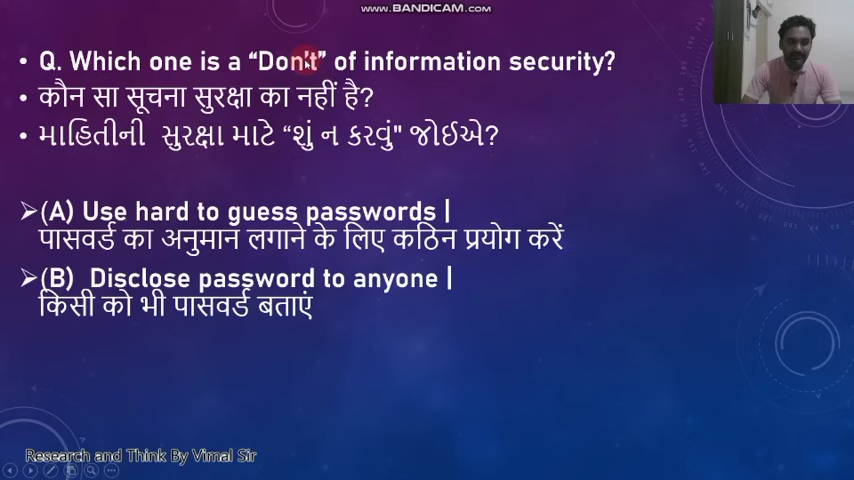 www.BANDICAM.com
• Q. Which one is a “Don't” of information security?
• कौन सा सूचना सुरक्षा का नहीं है?
• માહિતીની સુરક્ષા માટે “શું ન કરવું" જોઈએ?
➢(A) Use hard to guess passwords |
पासवर्ड का अनुमान लगाने के लिए कठिन प्रयोग करें
➢(B) Disclose password to anyone |
किसी को भी पासवर्ड बताएं
Research and Think By Vimal Sir